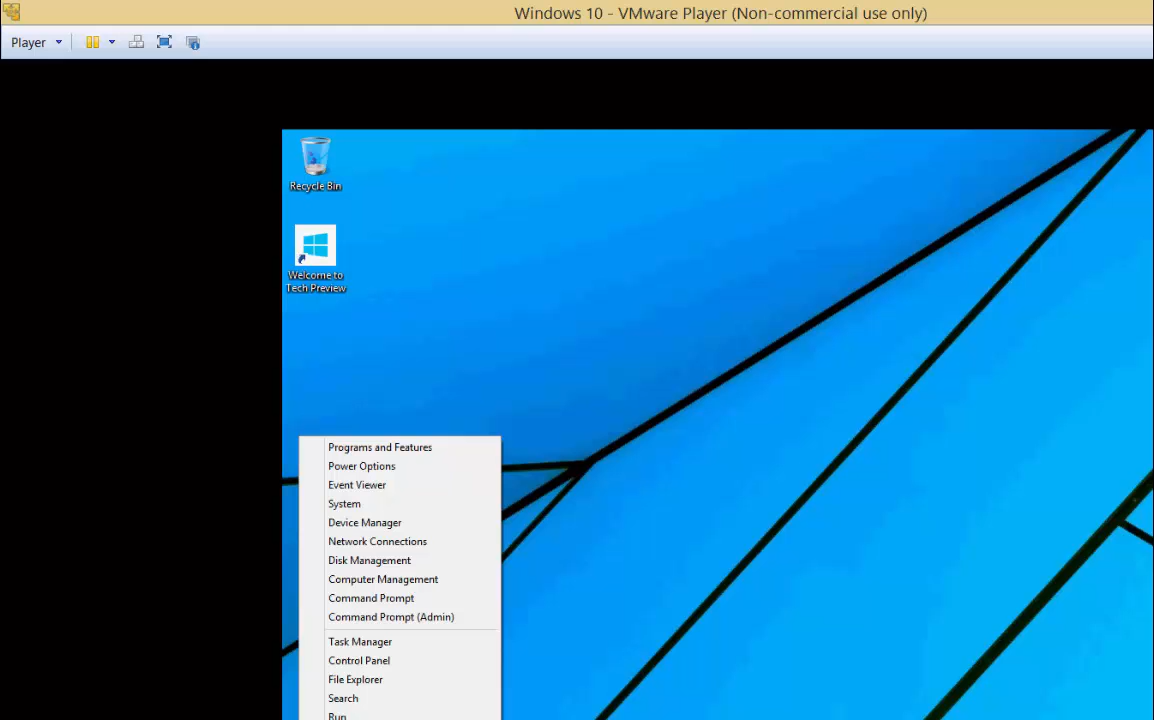 Windows 10 - VMware Player (Non-commercial use only)
Player
Recycle Bin
Welcome to
Tech Preview
Programs and Features
Power Options
Event Viewer
System
Device Manager
Network Connections
Disk Management
Computer Management
Command Prompt
Command Prompt (Admin)
Task Manager
Control Panel
File Explorer
Search
Run